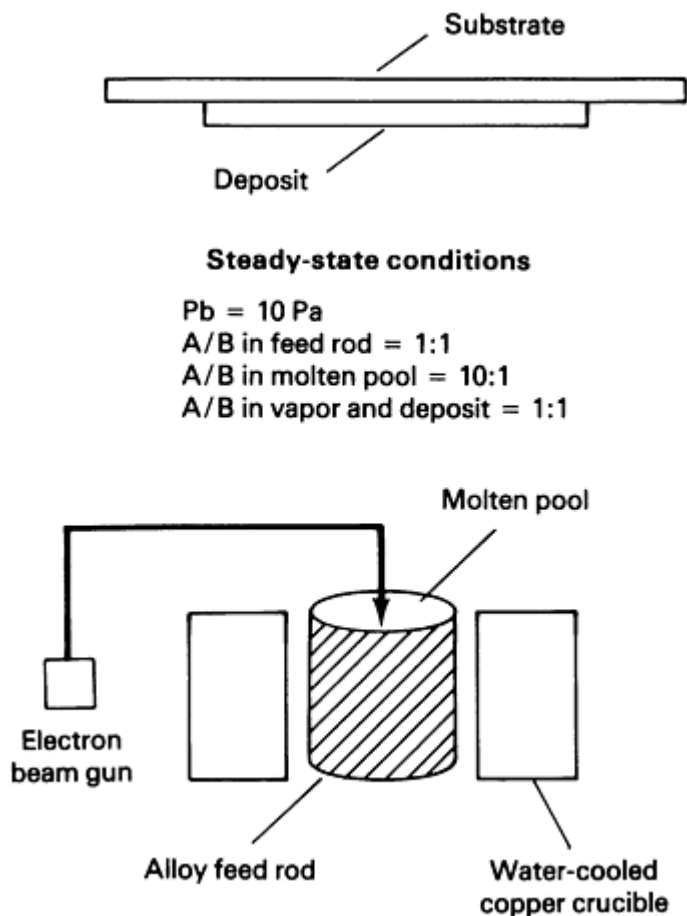 Substrate
Deposit
Steady-state conditions
Pb = 10 Pa
A/B in feed rod = 1:1
A/B in molten pool = 10:1
A/B in vapor and deposit = 1:1
Molten pool
Electron
beam gun
Alloy feed rod
Water-cooled
copper crucible